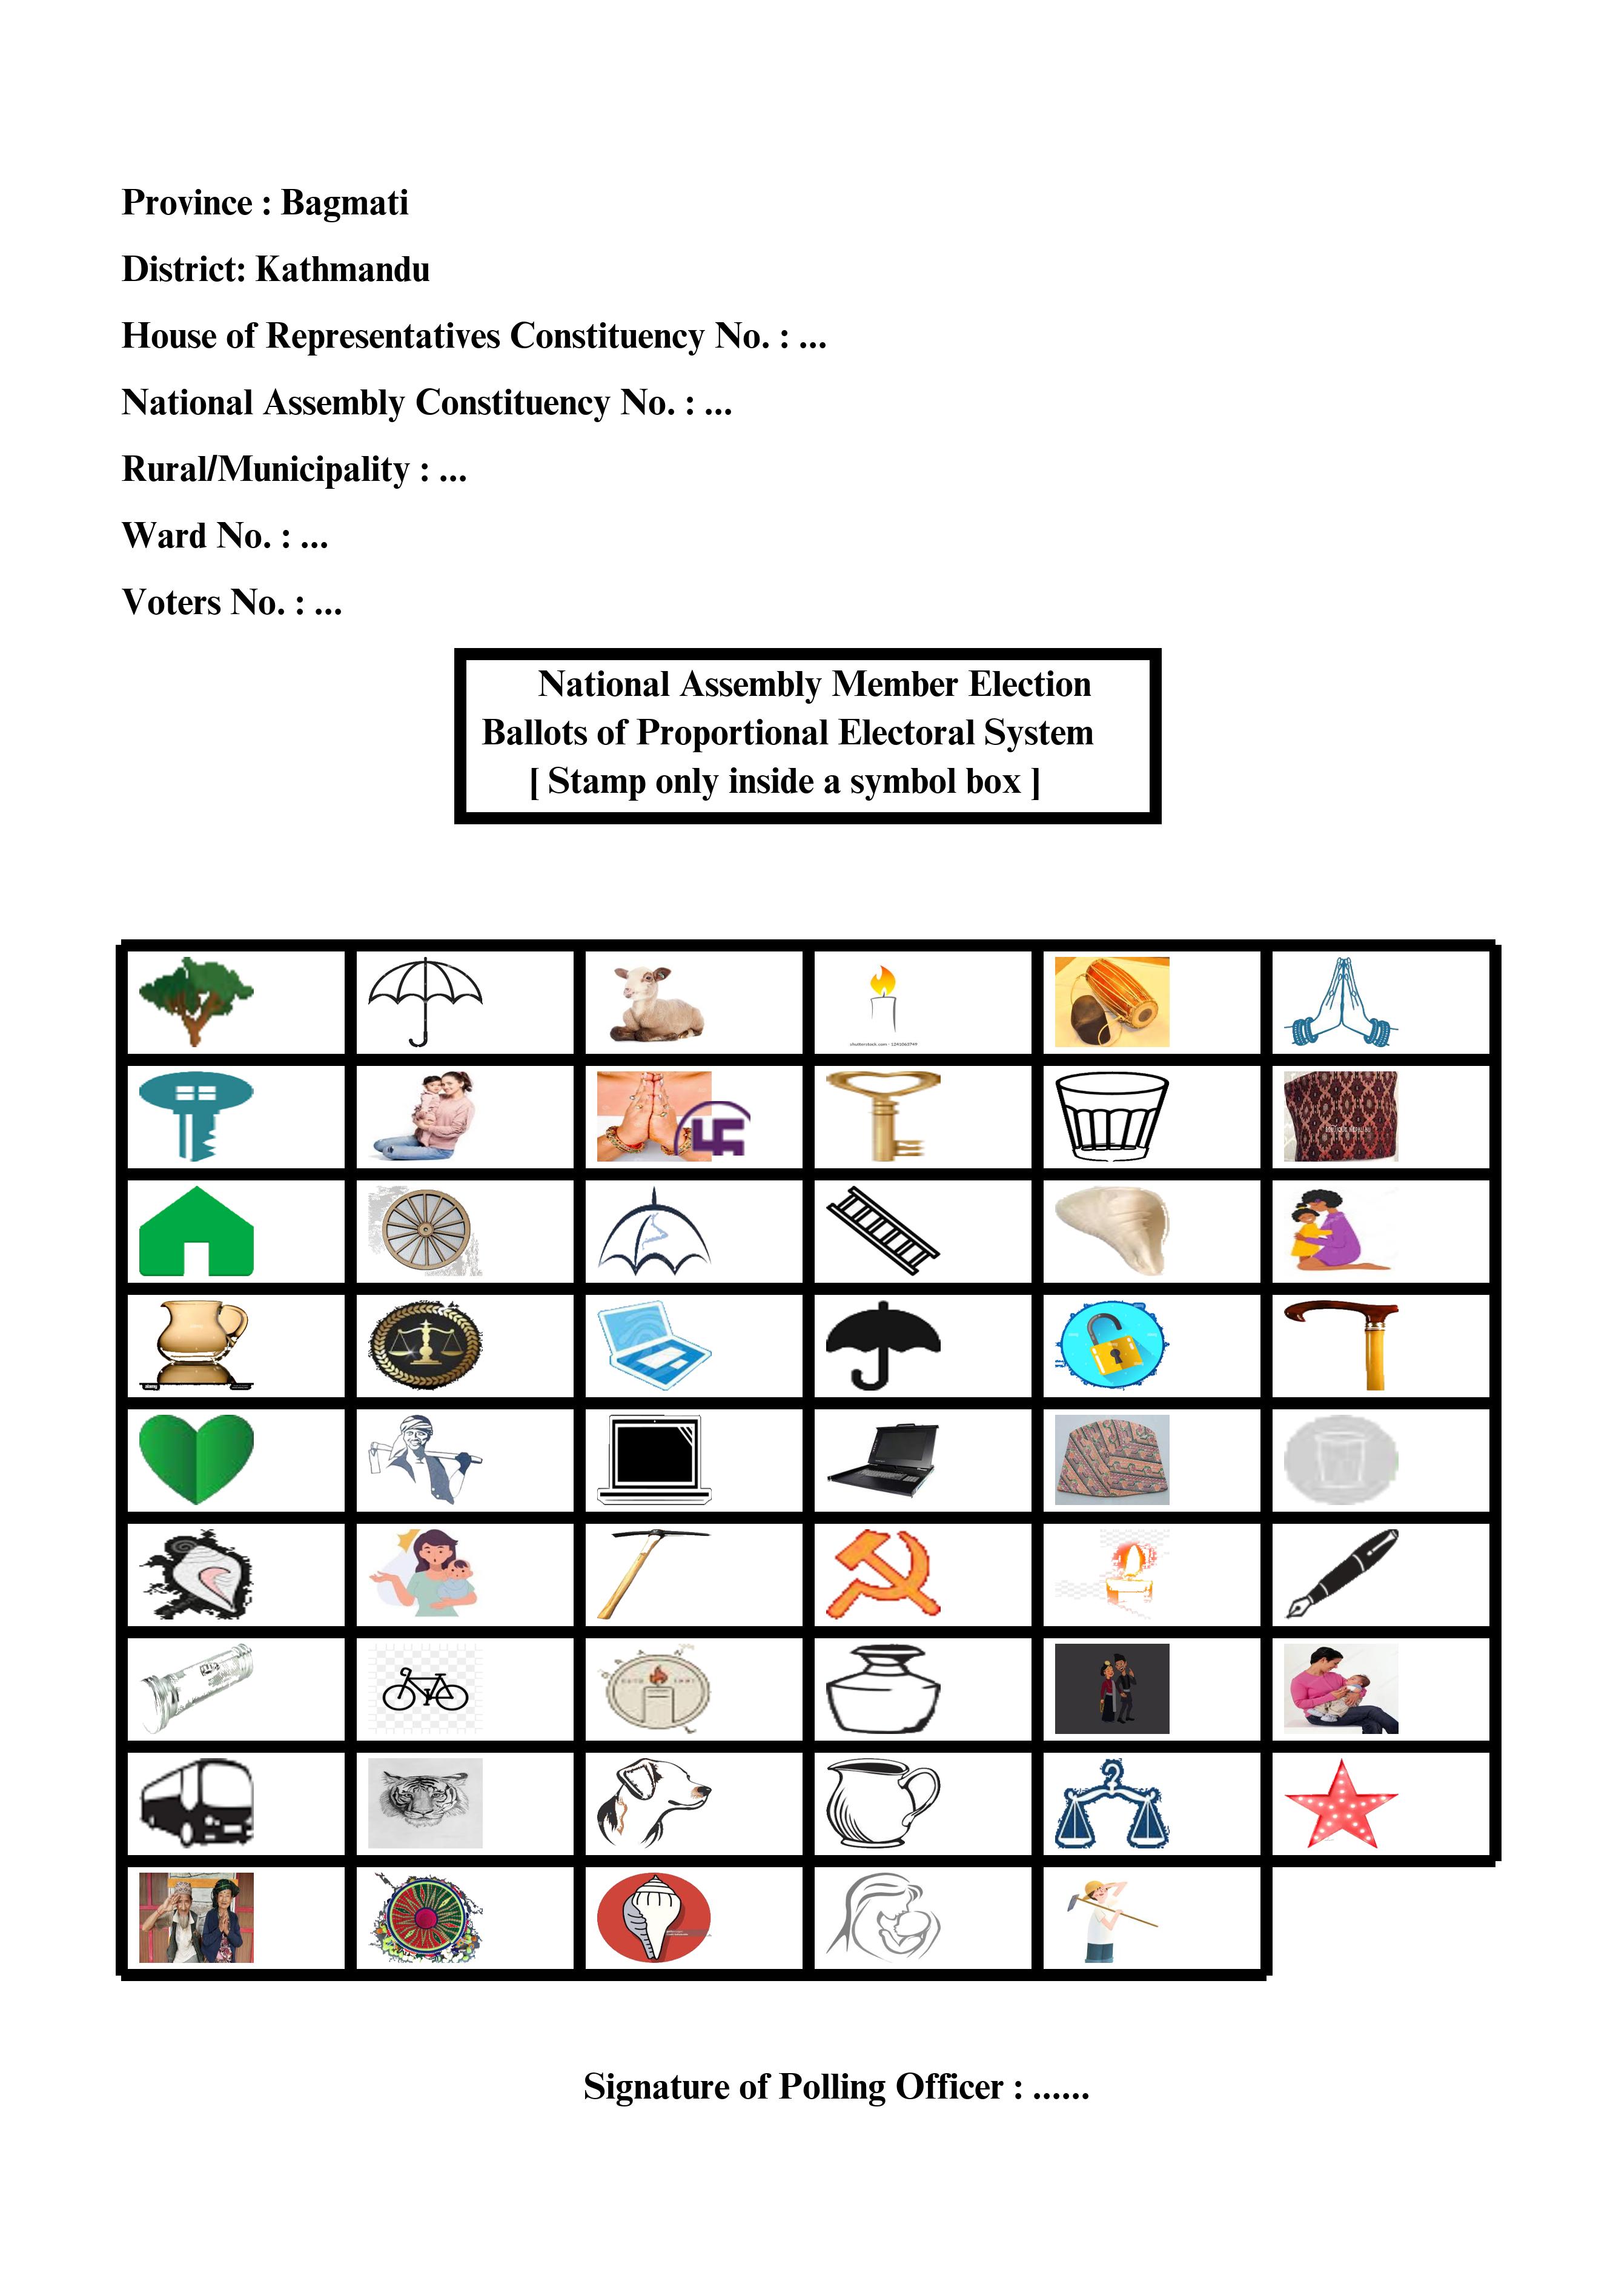 Province : Bagmati
District: Kathmandu
House of Representatives Constituency No. : ...
National Assembly Constituency No. : ...
Rural/Municipality : ...
Ward No. : ...
Voters No. : ...
National Assembly Member Election
Ballots of Proportional Electoral System
[ Stamp only inside a symbol box ]
Signature of Polling Officer : ......